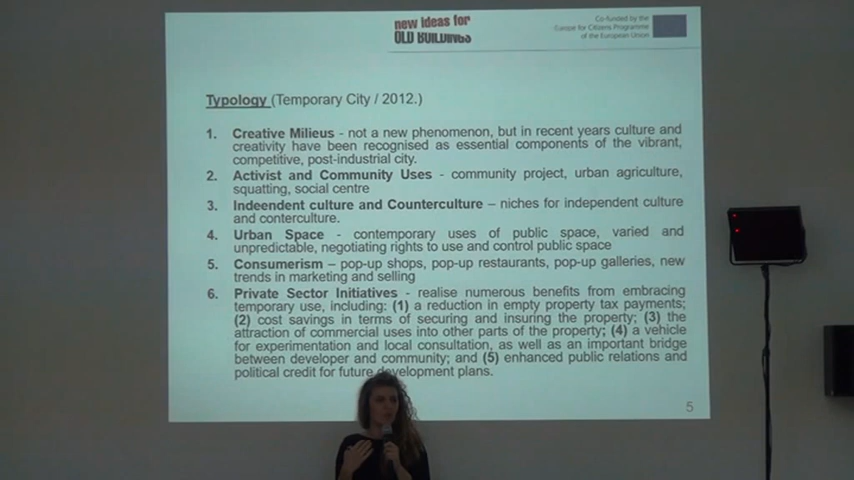 new ideas for
OLD BUILDINGS
Co-funded by the
Europe for Citizens Programme
of the European Union
Typology (Temporary City / 2012.)
1. Creative Milieus - not a new phenomenon, but in recent years culture and
creativity have been recognised as essential components of the vibrant,
competitive, post-industrial city.
2. Activist and Community Uses - community project, urban agriculture,
squatting, social centre
3. Indeendent culture and Counterculture – niches for independent culture
and conterculture.
4. Urban Space - contemporary uses of public space, varied and
unpredictable, negotiating rights to use and control public space
5. Consumerism – pop-up shops, pop-up restaurants, pop-up galleries, new
trends in marketing and selling
6. Private Sector Initiatives - realise numerous benefits from embracing
temporary use, including: (1) a reduction in empty property tax payments;
(2) cost savings in terms of securing and insuring the property; (3) the
attraction of commercial uses into other parts of the property; (4) a vehicle
for experimentation and local consultation, as well as an important bridge
between developer and community; and (5) enhanced public relations and
political credit for future development plans.
5